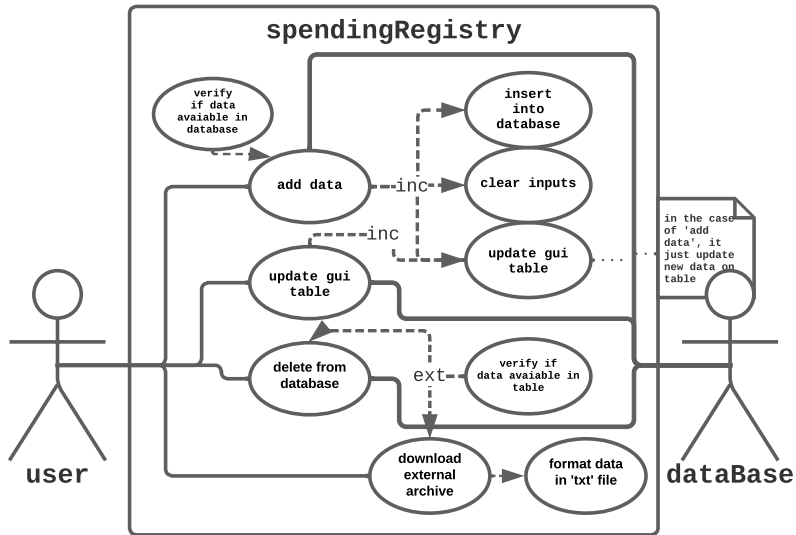 spendingRegistry
verify
if data
avaiable in
database
insert
into
database
add data
inc
clear inputs
inc
update gui
table
in the case
of 'add
data', it
just update
new data on
table
update gui
table
delete from
database
ext
verify if
data avaiable in
table
download
external
archive
format data
in 'txt' file
user
dataBase